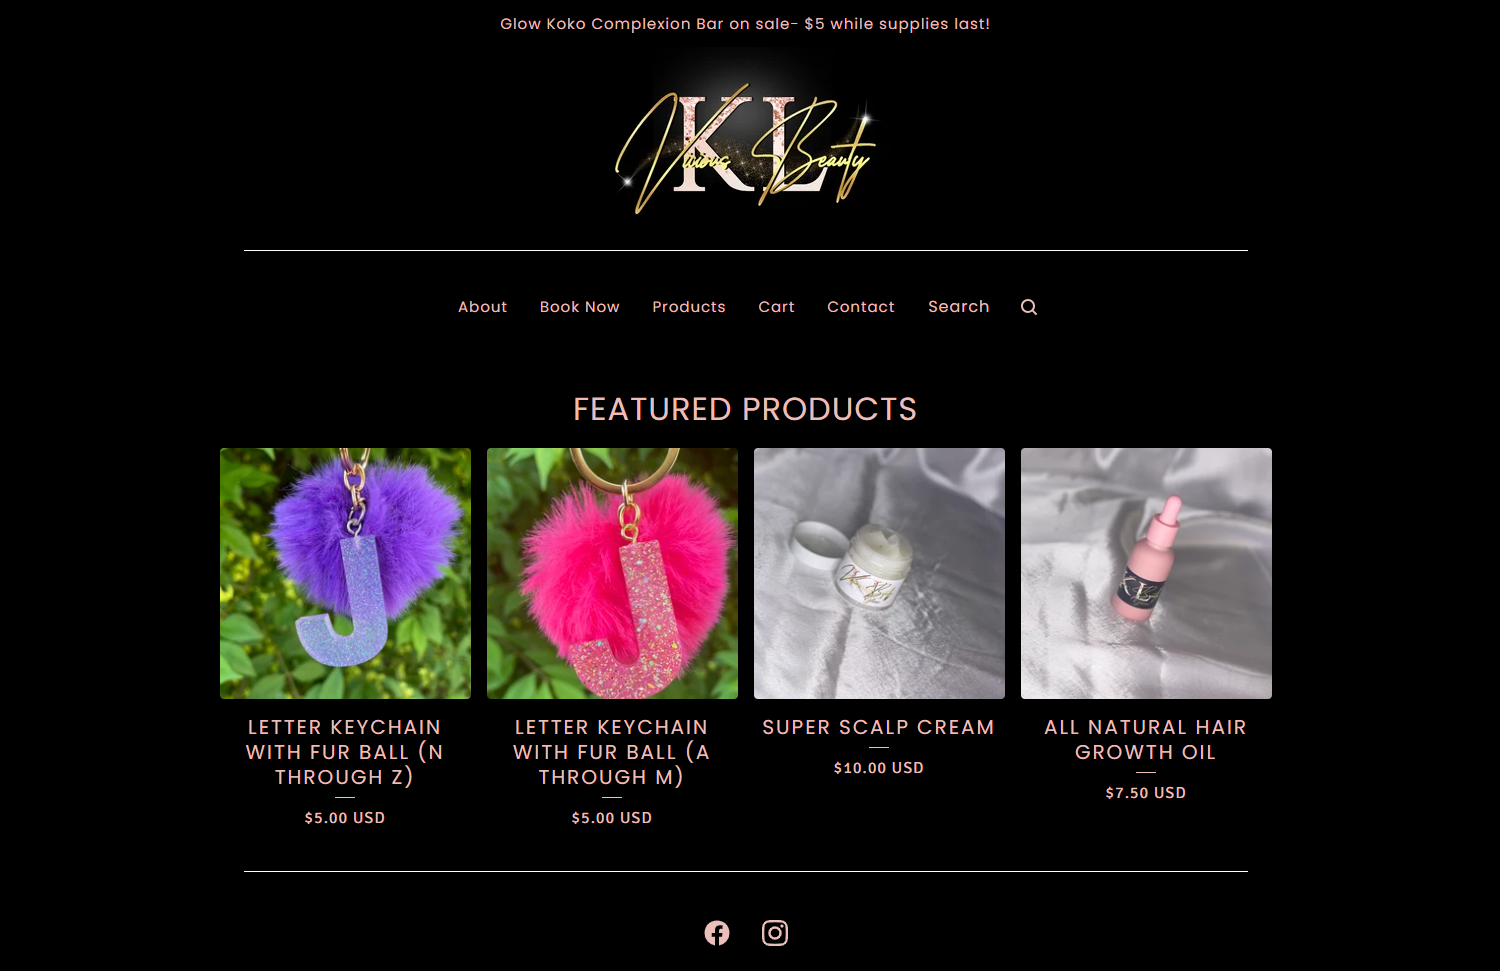 Glow Koko Complexion Bar on sale- $5 while supplies last!
KL
Vicious Beauty
About Book Now Products Cart Contact Search
FEATURED PRODUCTS
LETTER KEYCHAIN
WITH FUR BALL (N
THROUGH Z)
$5.00 USD
LETTER KEYCHAIN
WITH FUR BALL (A
THROUGH M)
$5.00 USD
SUPER SCALP CREAM
$10.00 USD
ALL NATURAL HAIR
GROWTH OIL
$7.50 USD